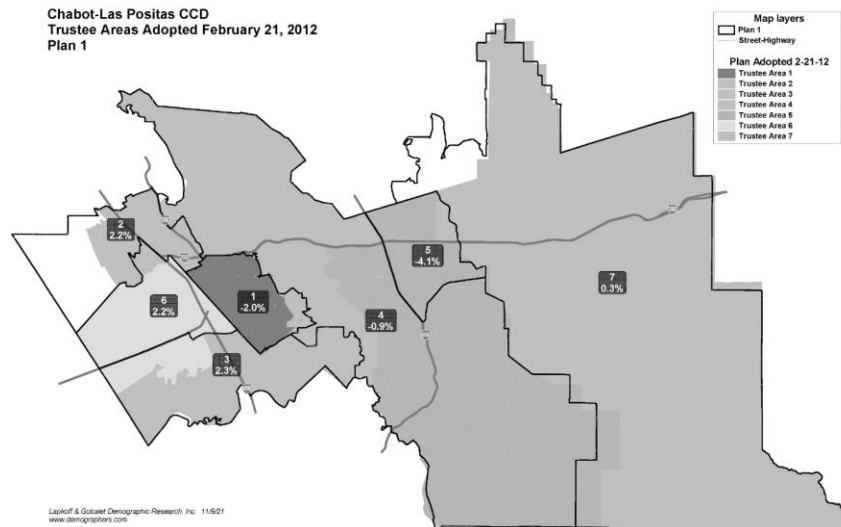 Chabot-Las Positas CCD
Trustee Areas Adopted February 21, 2012
Plan 1
Map layers
Plan 1
Street-Highway
Plan Adopted 2-21-12
Trustee Area 1
Trustee Area 2
Trustee Area 3
Trustee Area 4
Trustee Area 5
Trustee Area 6
Trustee Area 7
2
2.2%
5
-4.1%
7
0.3%
6
2.2%
1
-2.0%
4
-0.9%
3
2.3%
Lapkoff & Gobalet Demographic Research, Inc. 11/9/21
www.demographers.com